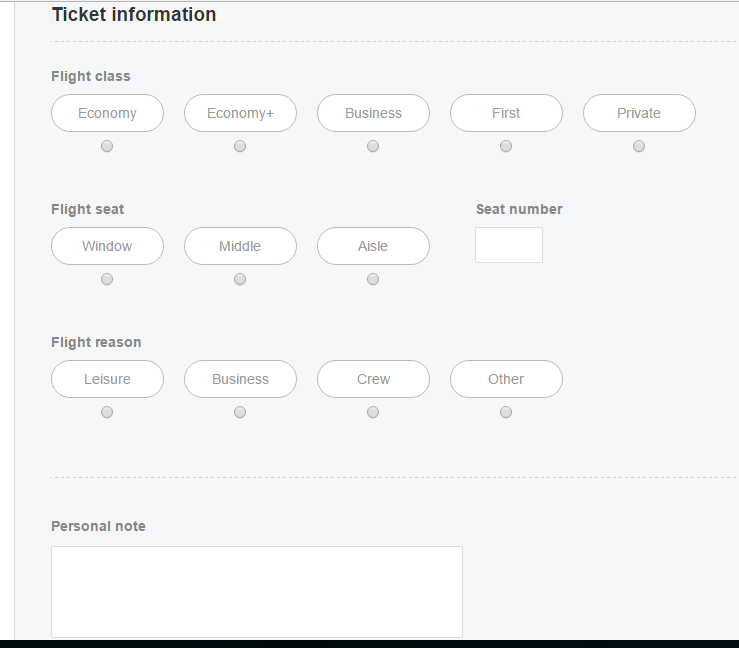 Ticket information
Flight class
Economy Economy+ Business First Private
Flight seat Seat number
Window Middle Aisle
Flight reason
Leisure Business Crew Other
Personal note